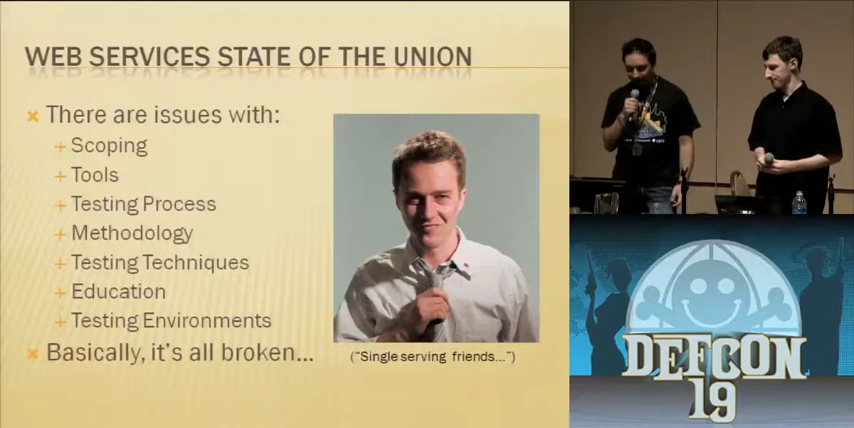 WEB SERVICES STATE OF THE UNION
There are issues with:
Scoping
Tools
Testing Process
Methodology
Testing Techniques
Education
Testing Environments
Basically, it's all broken...
("Single serving friends...")
DEFCON
19